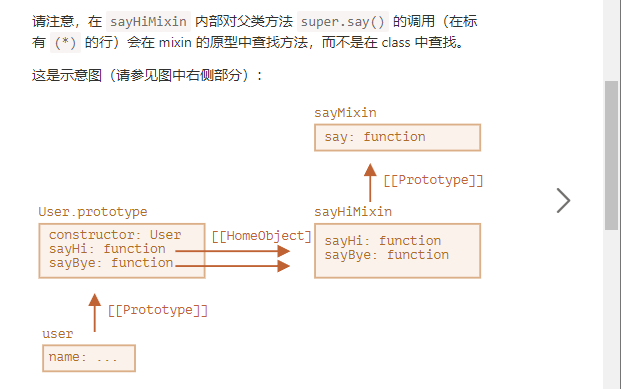 请注意，在 sayHiMixin 内部对父类方法 super.say() 的调用（在标
有 (*) 的行）会在 mixin 的原型中查找方法，而不是在 class 中查找。
这是示意图（请参见图中右侧部分）：
sayMixin
say: function
[[Prototype]]
User.prototype
constructor: User
sayHi: function
sayBye: function
[[HomeObject]
sayHiMixin
sayHi: function
sayBye: function
[[Prototype]]
user
name: ...